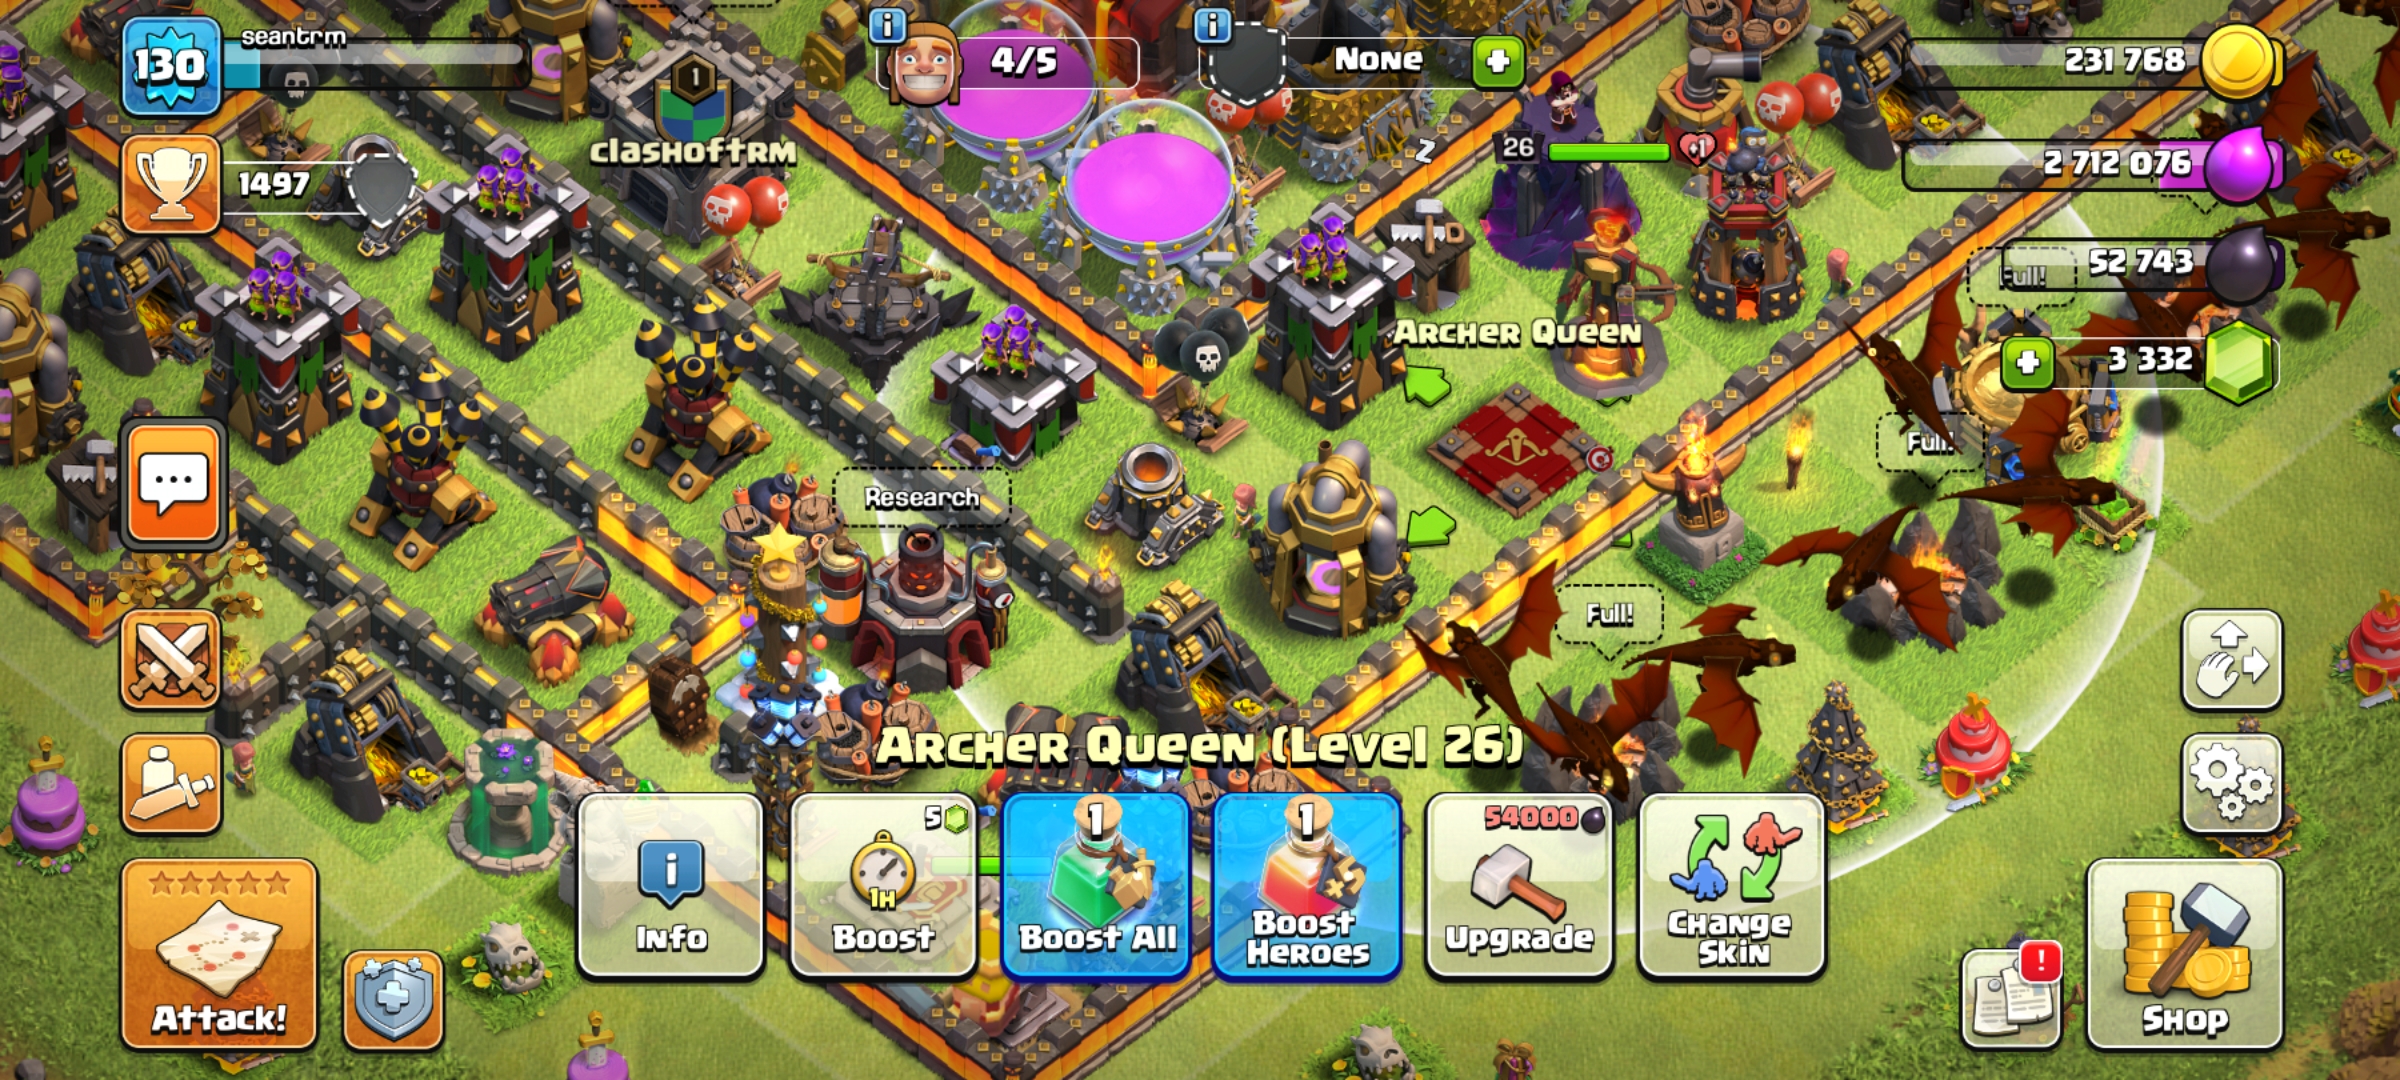 130
seantrm
4/5
None
231 768
1
clashofTRM
1497
26
+1
2 712 076
Full!
52 743
Archer Queen
3 332
Full!
Research
Full!
Archer Queen (Level 26)
Info
5
1H
Boost
1
Boost All
1
Boost
Heroes
54000
Upgrade
Change
Skin
Attack!
!
Shop